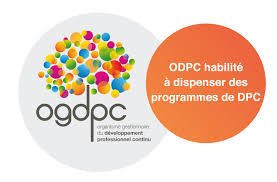 ogdpc
organisme gestionnaire
du développement
professionnel continu
ODPC habilité
à dispenser des
programmes de DPC